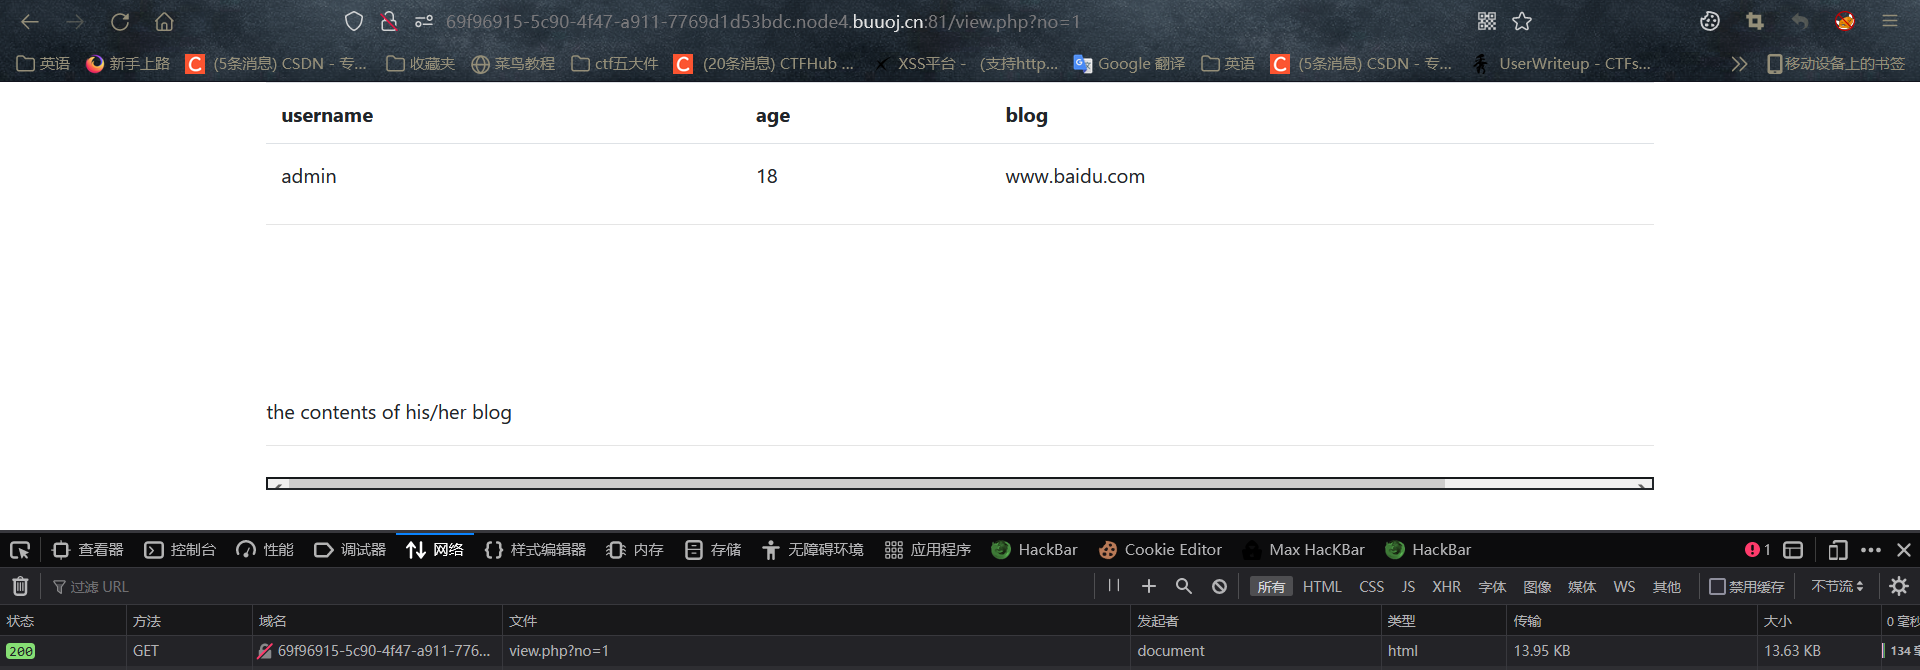 69f96915-5c90-4f47-a911-7769d1d53bdc.node4.buuoj.cn:81/view.php?no=1
英语 新手上路 (5条消息) CSDN - 专... 收藏夹 菜鸟教程 ctf五大件 (20条消息) CTFHub ... XSS平台 - (支持http... Google 翻译 英语 (5条消息) CSDN - 专... UserWriteup - CTFs... 移动设备上的书签
username age blog
admin 18 www.baidu.com
the contents of his/her blog
查看器 控制台 性能 调试器 网络 样式编辑器 内存 存储 无障碍环境 应用程序 HackBar Cookie Editor Max HacKBar HackBar 1
过滤 URL 所有 HTML CSS JS XHR 字体 图像 媒体 WS 其他 禁用缓存 不节流
状态 方法 域名 文件 发起者 类型 传输 大小 0 毫秒
200 GET 69f96915-5c90-4f47-a911-776... view.php?no=1 document html 13.95 KB 13.63 KB 134 毫